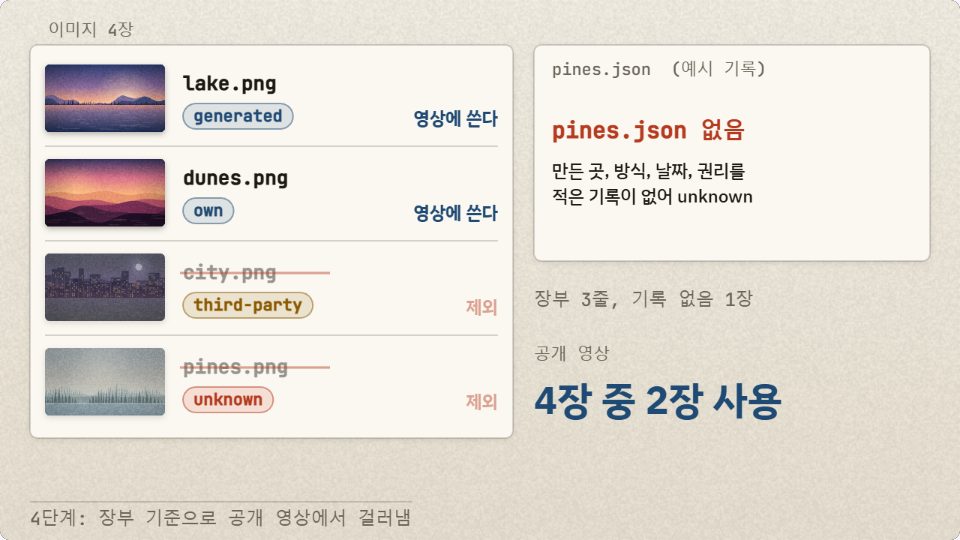 이미지 4장
lake.png
generated
영상에 쓴다
dunes.png
own
영상에 쓴다
city.png
third-party
제외
pines.png
unknown
제외
pines.json (예시 기록)
pines.json 없음
만든 곳, 방식, 날짜, 권리를
적은 기록이 없어 unknown
장부 3줄, 기록 없음 1장
공개 영상
4장 중 2장 사용
4단계: 장부 기준으로 공개 영상에서 걸러냄